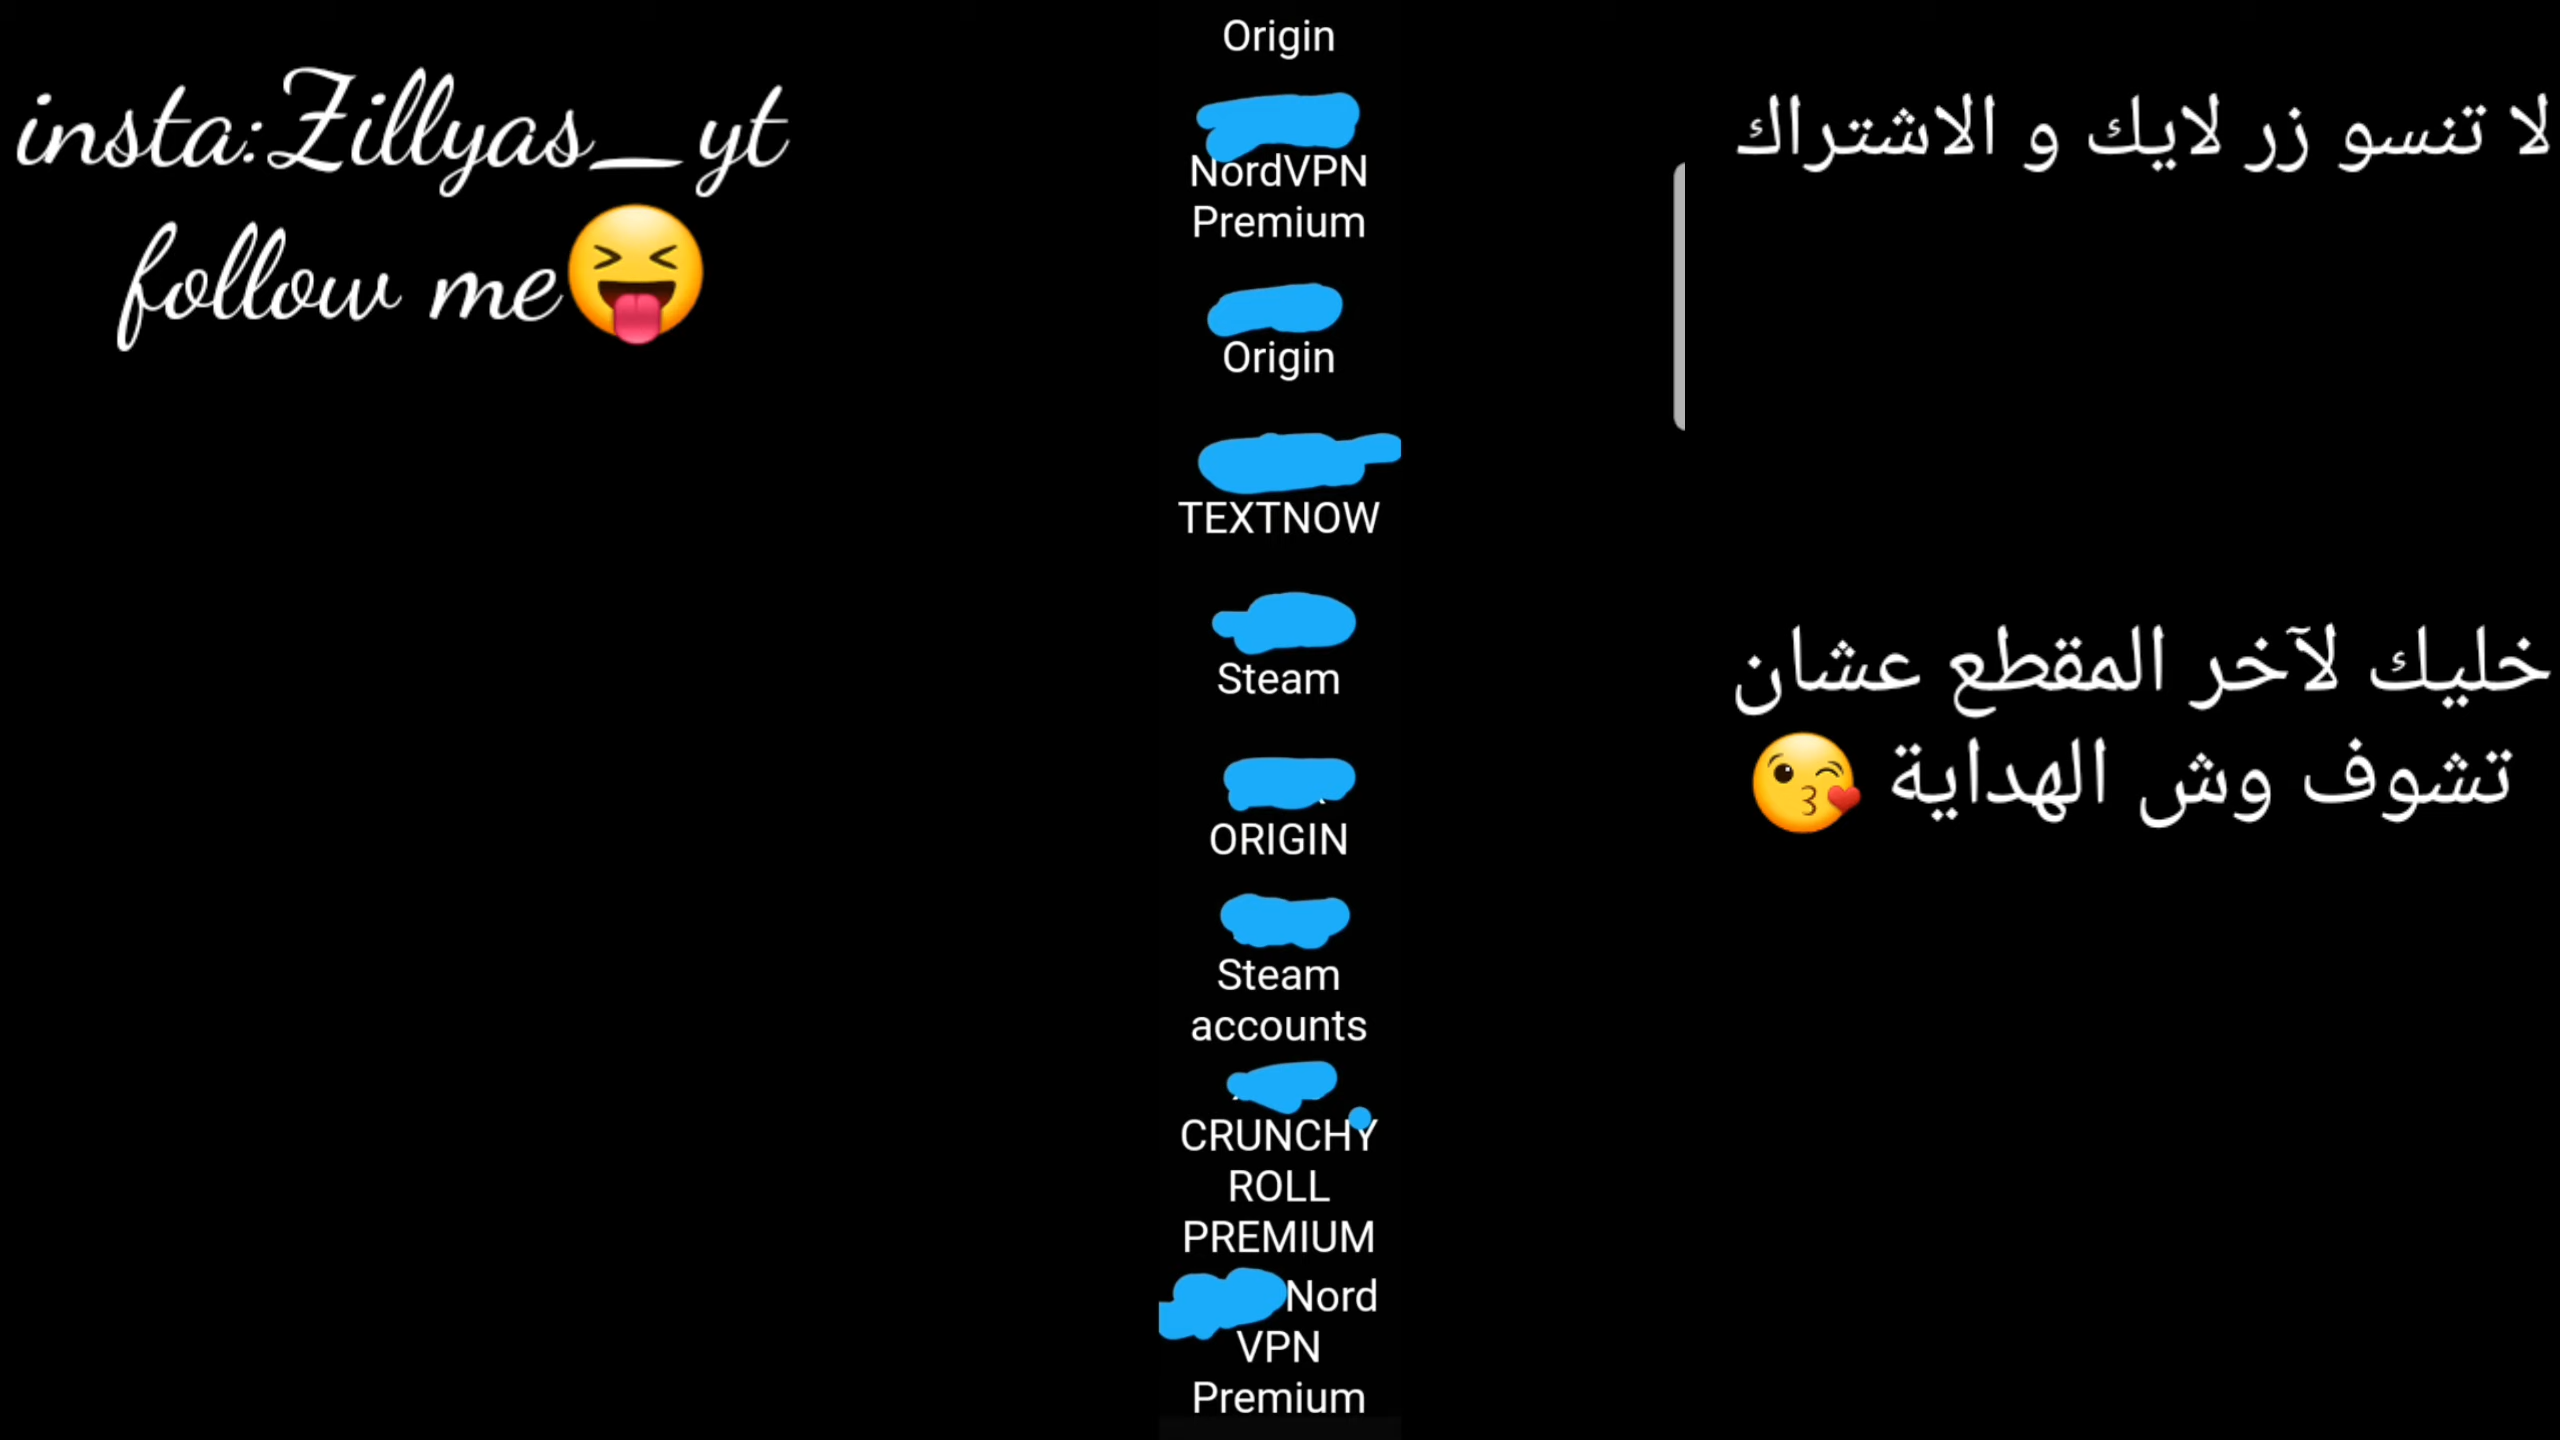 insta:Zillyas_yt
follow me😝
Origin
NordVPN
Premium
Origin
TEXTNOW
Steam
ORIGIN
Steam
accounts
CRUNCHY
ROLL
PREMIUM
Nord
VPN
Premium
لا تنسو زر لايك و الاشتراك
خليك لآخر المقطع عشان
تشوف وش الهداية 😘